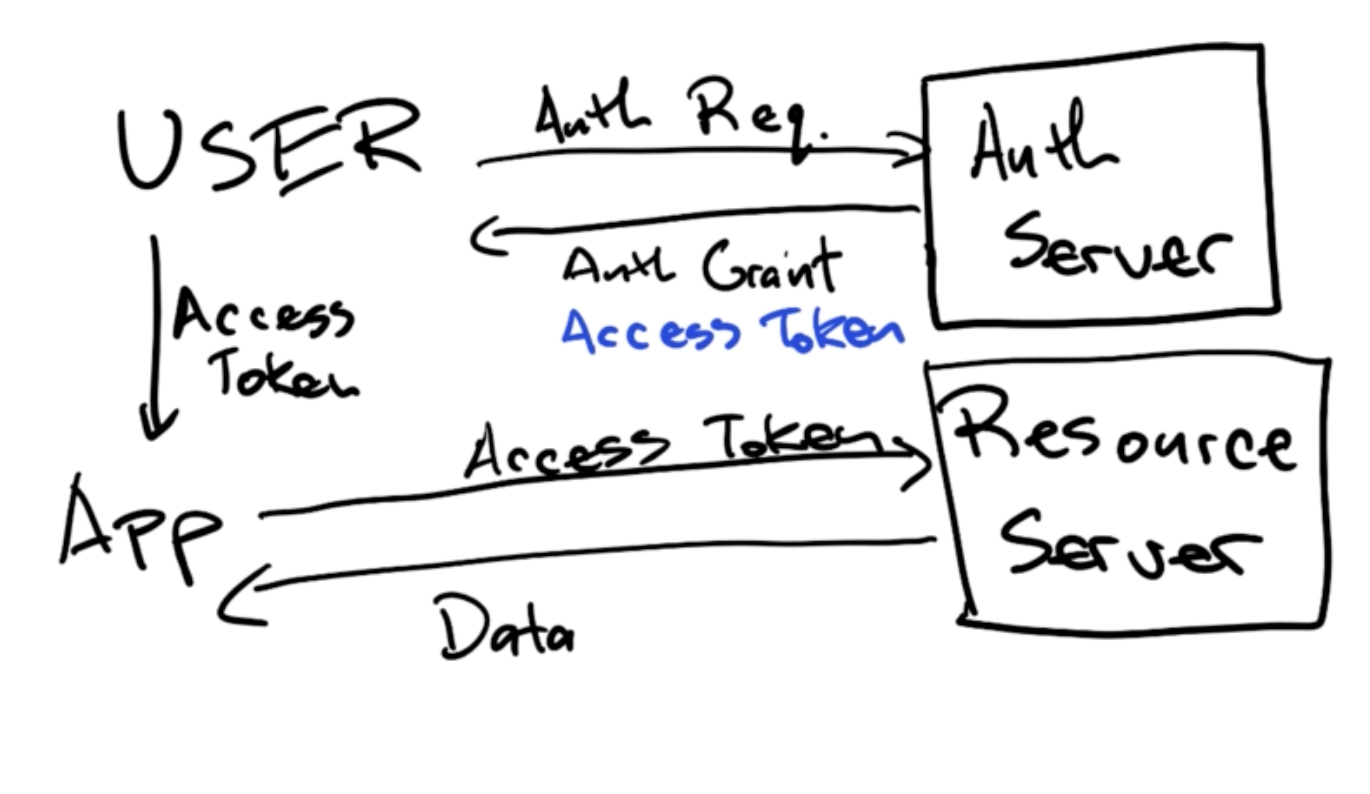 USER
Auth Req.
Auth
Server
Auth Grant
Access Token
Access
Token
Access Token
Resource
Server
App
Data